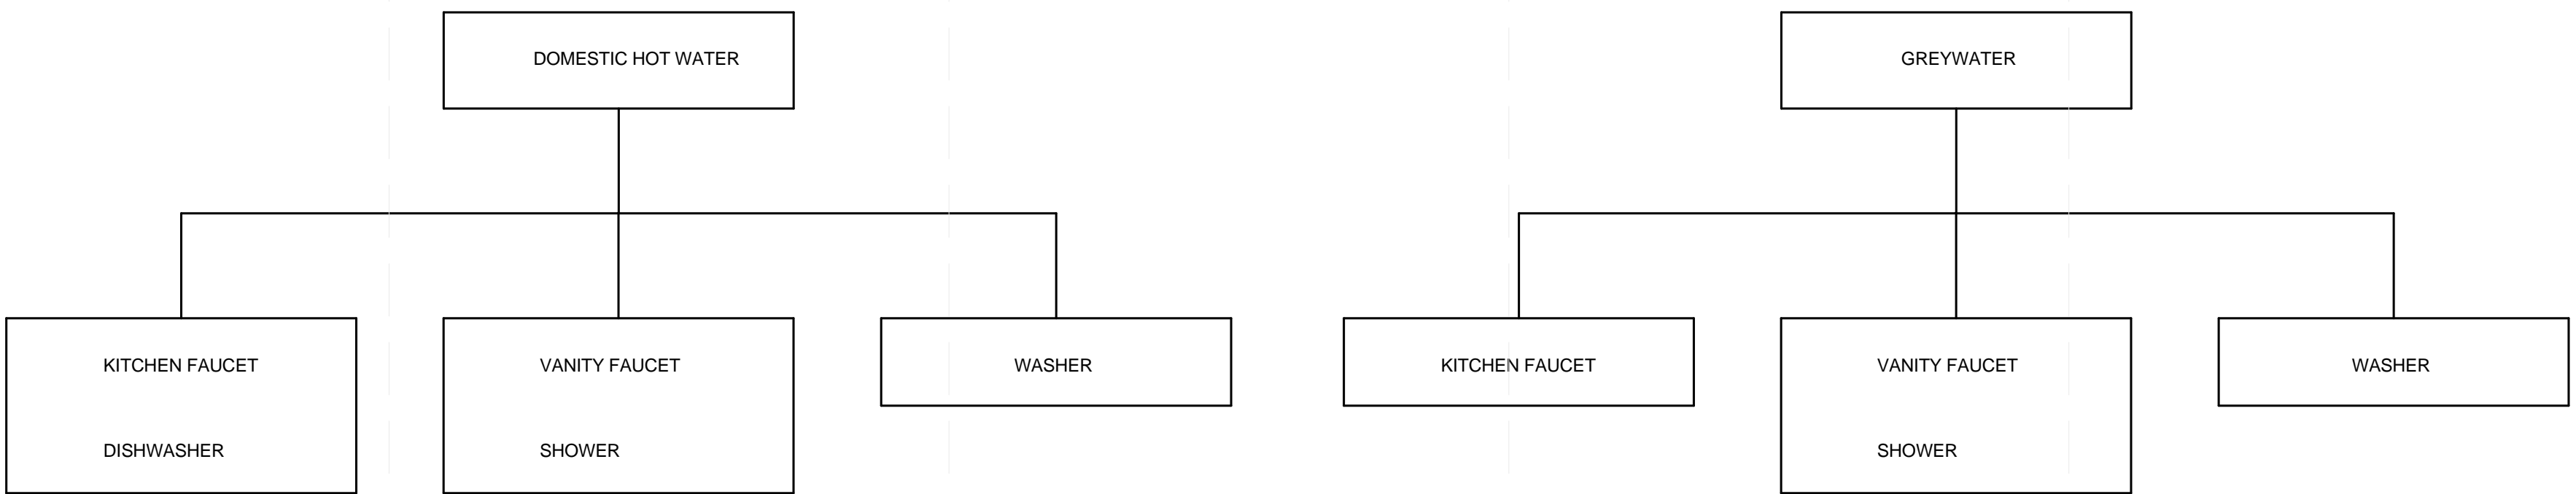 DOMESTIC HOT WATER
KITCHEN FAUCET
DISHWASHER
VANITY FAUCET
SHOWER
WASHER
GREYWATER
KITCHEN FAUCET
VANITY FAUCET
SHOWER
WASHER